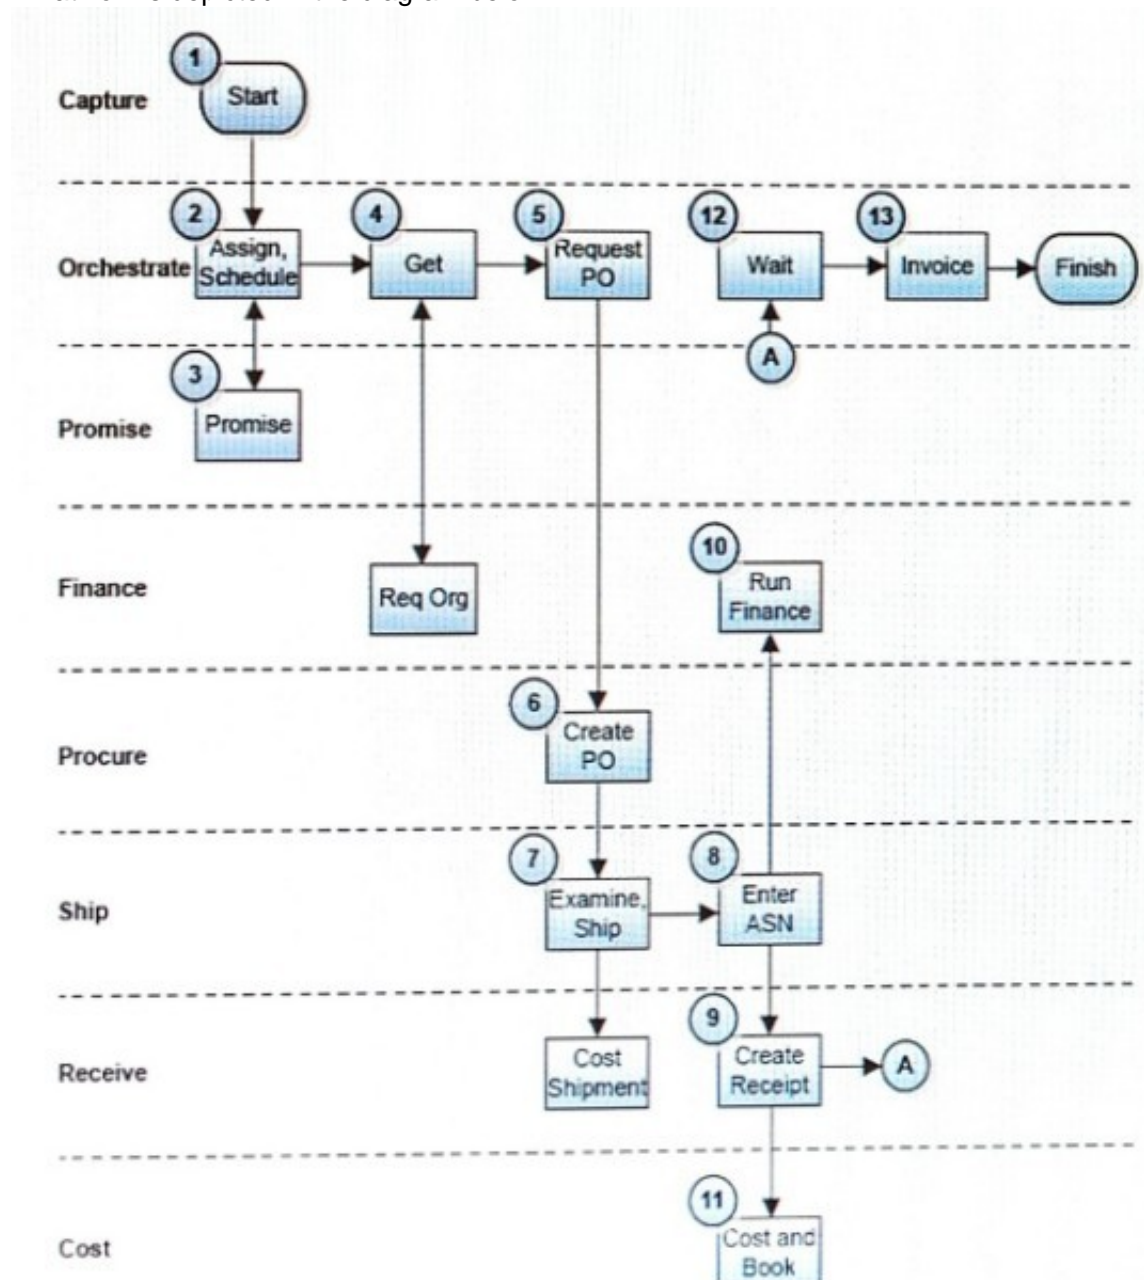 1
Start
Capture
2
4
5
12
13
Assign,
Schedule
Get
Request
PO
Wait
Invoice
Finish
Orchestrate
A
3
Promise
Promise
10
Finance
Req Org
Run
Finance
6
Create
PO
Procure
7
8
Examine,
Ship
Enter
ASN
Ship
9
Cost
Shipment
Create
Receipt
A
Receive
11
Cost and
Book
Cost